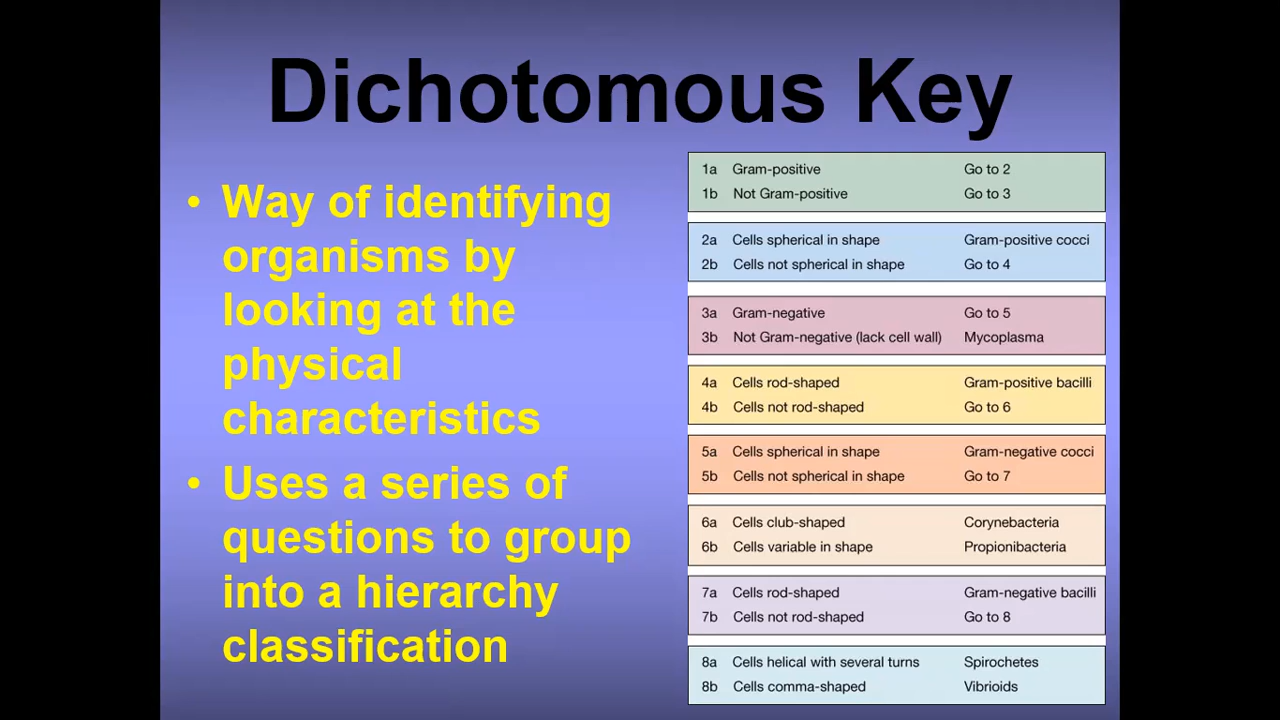 Dichotomous Key
• Way of identifying
organisms by
looking at the
physical
characteristics
• Uses a series of
questions to group
into a hierarchy
classification
1a Gram-positive Go to 2
1b Not Gram-positive Go to 3
2a Cells spherical in shape Gram-positive cocci
2b Cells not spherical in shape Go to 4
3a Gram-negative Go to 5
3b Not Gram-negative (lack cell wall) Mycoplasma
4a Cells rod-shaped Gram-positive bacilli
4b Cells not rod-shaped Go to 6
5a Cells spherical in shape Gram-negative cocci
5b Cells not spherical in shape Go to 7
6a Cells club-shaped Corynebacteria
6b Cells variable in shape Propionibacteria
7a Cells rod-shaped Gram-negative bacilli
7b Cells not rod-shaped Go to 8
8a Cells helical with several turns Spirochetes
8b Cells comma-shaped Vibrioids